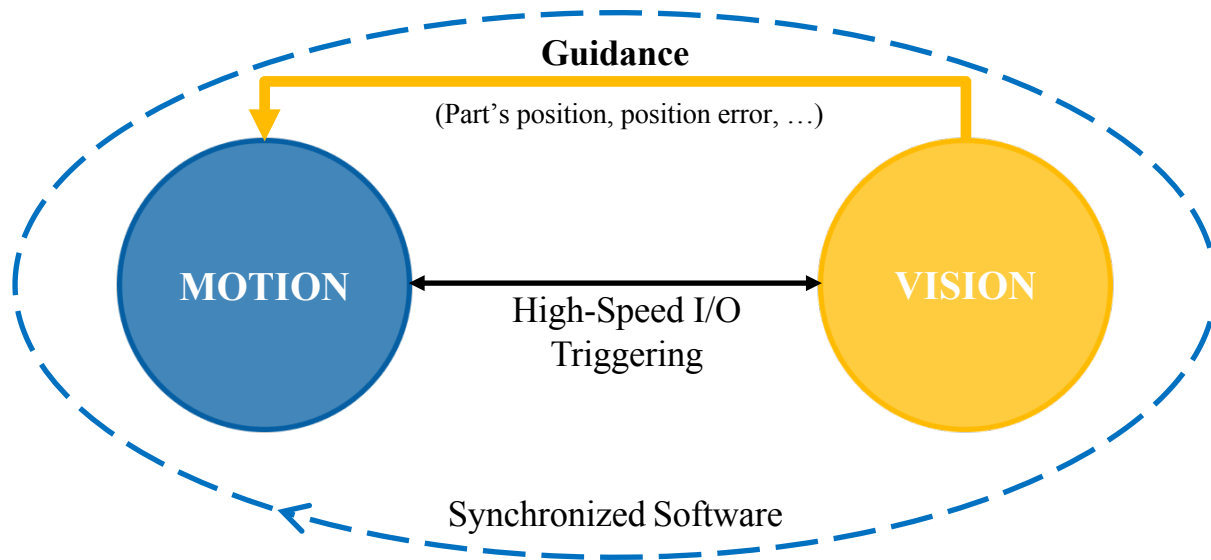 Guidance
(Part’s position, position error, …)
MOTION
VISION
High-Speed I/O
Triggering
Synchronized Software